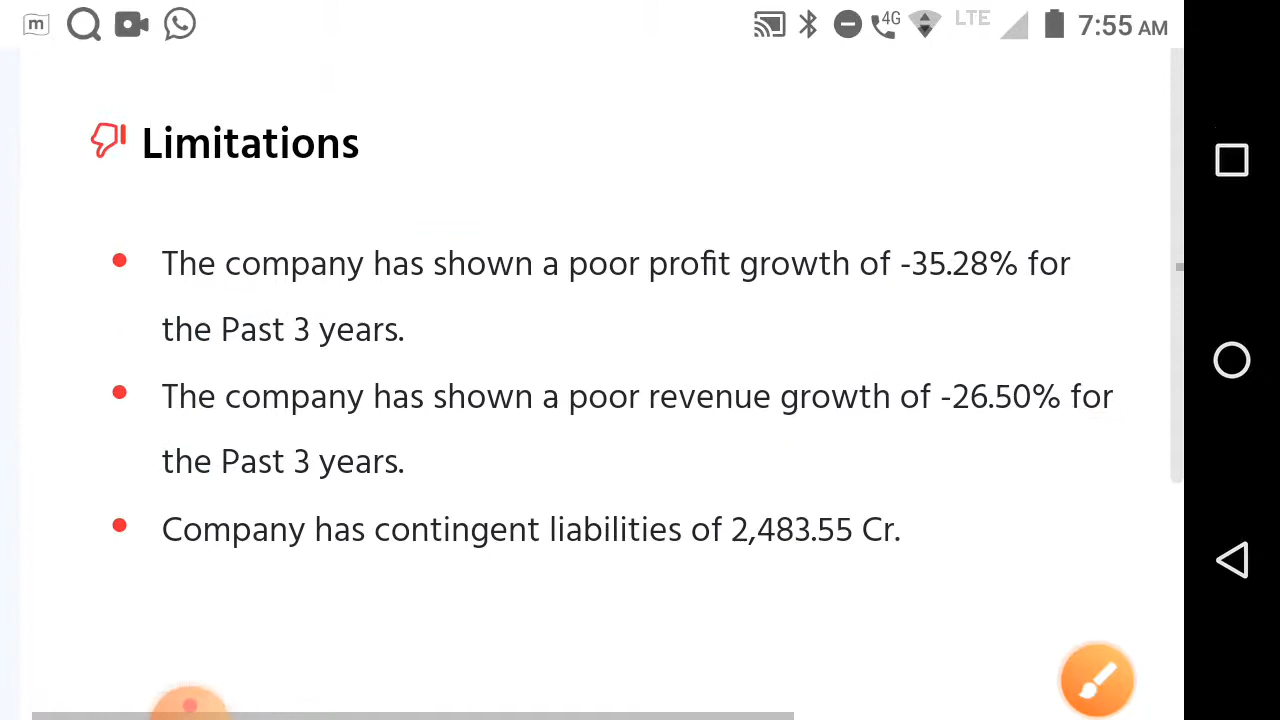 m 4G LTE 7:55 AM
Limitations
The company has shown a poor profit growth of -35.28% for
the Past 3 years.
The company has shown a poor revenue growth of -26.50% for
the Past 3 years.
Company has contingent liabilities of 2,483.55 Cr.